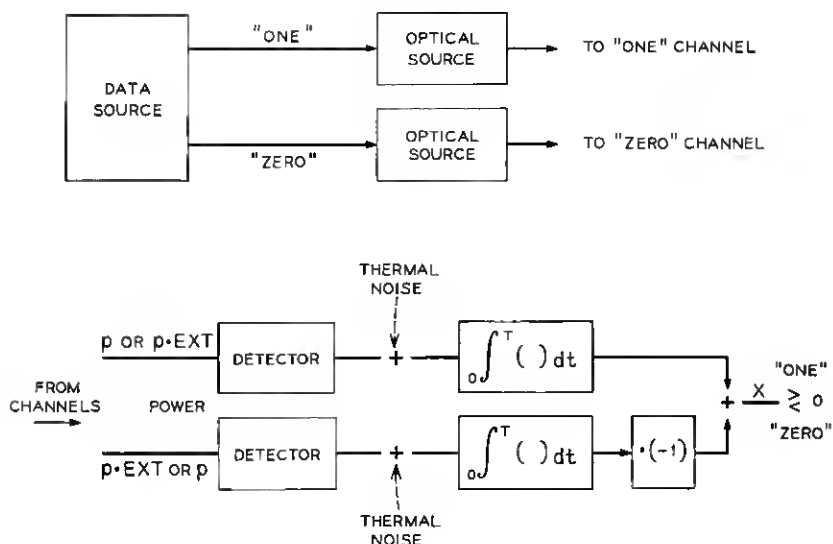 DATA
SOURCE
"ONE"
OPTICAL
SOURCE
TO "ONE" CHANNEL
"ZERO"
OPTICAL
SOURCE
TO "ZERO" CHANNEL
THERMAL
NOISE
p OR p•EXT
DETECTOR
+
0∫T ( ) dt
FROM
CHANNELS
POWER
+
X
"ONE"
≷ 0
"ZERO"
p•EXT OR p
DETECTOR
+
0∫T ( ) dt
•(-1)
THERMAL
NOISE